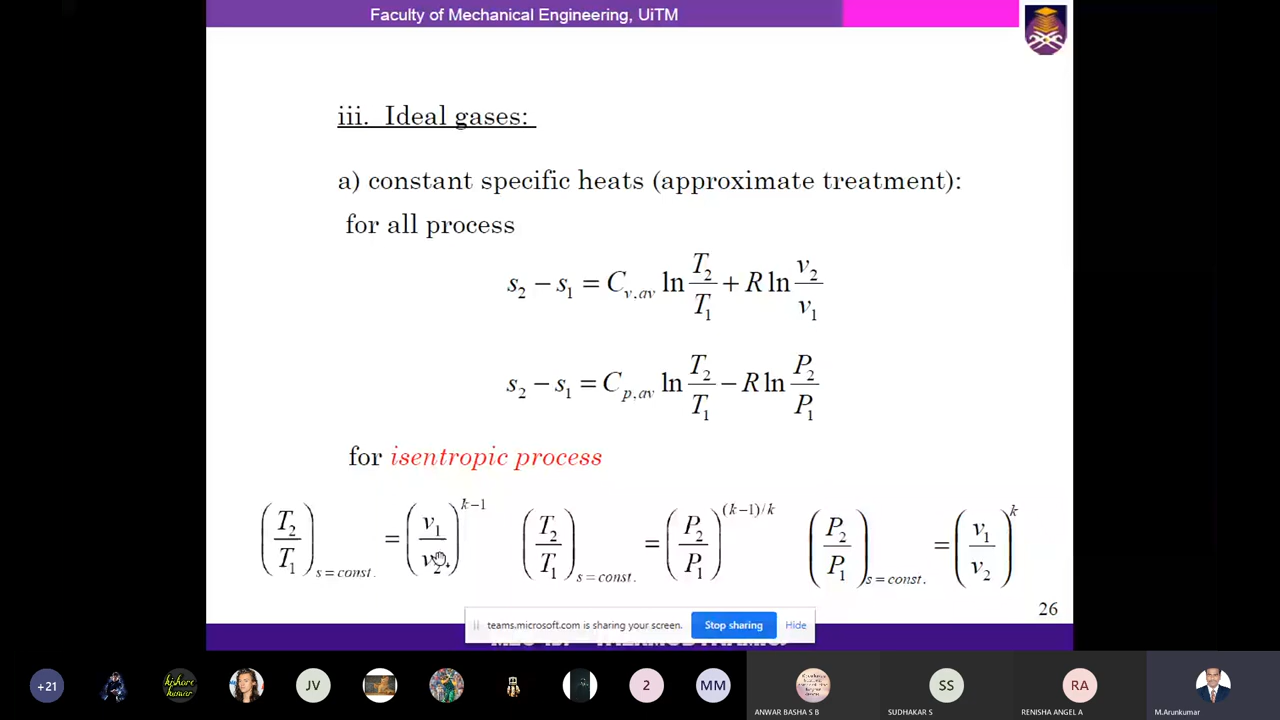 Faculty of Mechanical Engineering, UiTM
iii. Ideal gases:
a) constant specific heats (approximate treatment):
for all process
s₂ − s₁ = C_{v,av} ln T₂/T₁ + R ln v₂/v₁
s₂ − s₁ = C_{p,av} ln T₂/T₁ − R ln P₂/P₁
for isentropic process
(T₂/T₁)_{s=const.} = (v₁/v₂)^{k−1} (T₂/T₁)_{s=const.} = (P₂/P₁)^{(k−1)/k} (P₂/P₁)_{s=const.} = (v₁/v₂)^k
26
teams.microsoft.com is sharing your screen. Stop sharing Hide
+21 kishore kumar JV 2 MM SS RA
ANWAR BASHA S B SUDHAKAR S RENISHA ANGEL A M.Arunkumar